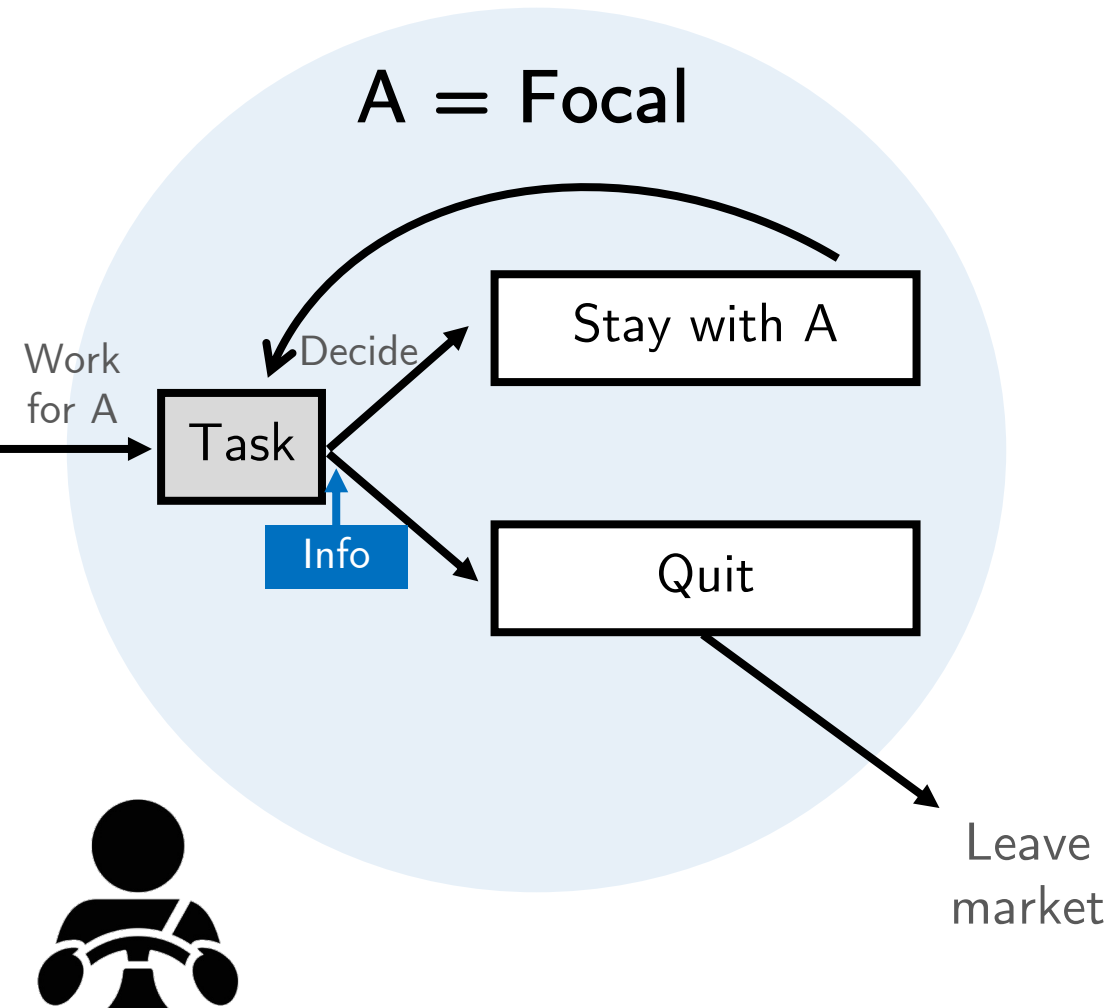 A = Focal
Stay with A
Decide
Work
for A
Task
Info
Quit
Leave
market